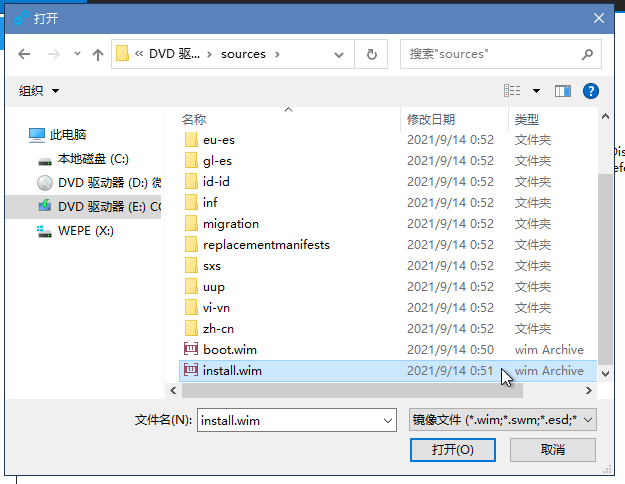 打开
« DVD 驱... › sources ›
搜索"sources"
组织
名称 修改日期 类型
此电脑
本地磁盘 (C:)
DVD 驱动器 (D:) 微
DVD 驱动器 (E:) CC
WEPE (X:)
eu-es 2021/9/14 0:52 文件夹
gl-es 2021/9/14 0:52 文件夹
id-id 2021/9/14 0:52 文件夹
inf 2021/9/14 0:52 文件夹
migration 2021/9/14 0:52 文件夹
replacementmanifests 2021/9/14 0:52 文件夹
sxs 2021/9/14 0:52 文件夹
uup 2021/9/14 0:52 文件夹
vi-vn 2021/9/14 0:52 文件夹
zh-cn 2021/9/14 0:52 文件夹
boot.wim 2021/9/14 0:50 wim Archive
install.wim 2021/9/14 0:51 wim Archive
文件名(N): install.wim 镜像文件 (*.wim;*.swm;*.esd;*
打开(O) 取消